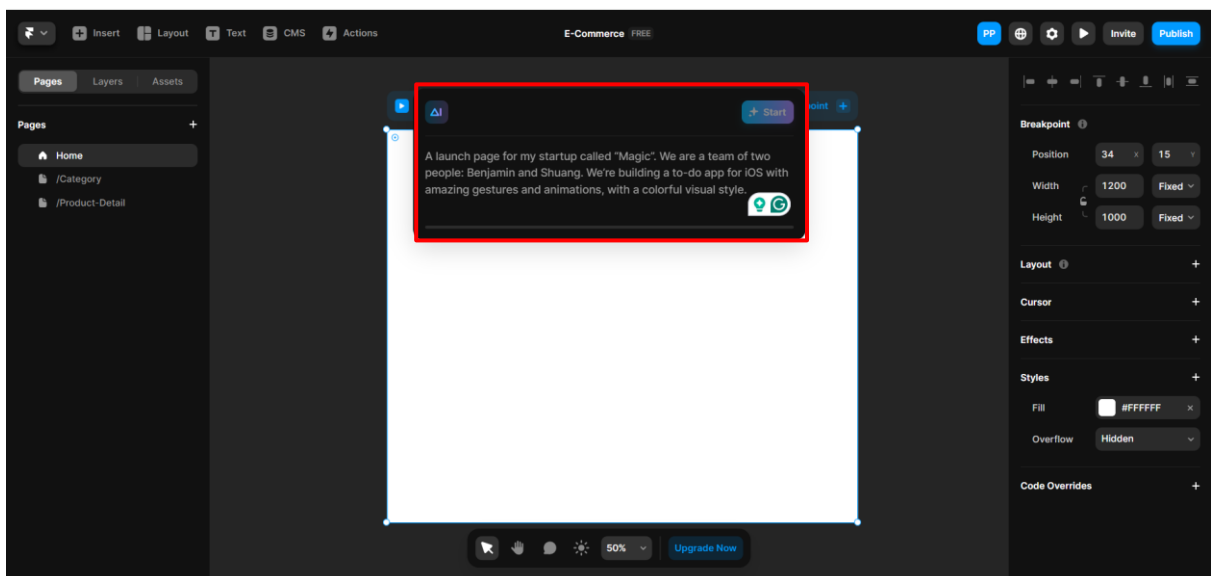 Insert Layout Text CMS Actions
E-Commerce FREE
PP Invite Publish
Pages Layers Assets
Pages
Home
/Category
/Product-Detail
AI Start
A launch page for my startup called "Magic". We are a team of two
people: Benjamin and Shuang. We're building a to-do app for iOS with
amazing gestures and animations, with a colorful visual style.
50% Upgrade Now
Breakpoint
Position 34 X 15 Y
Width 1200 Fixed
Height 1000 Fixed
Layout
Cursor
Effects
Styles
Fill #FFFFFF
Overflow Hidden
Code Overrides